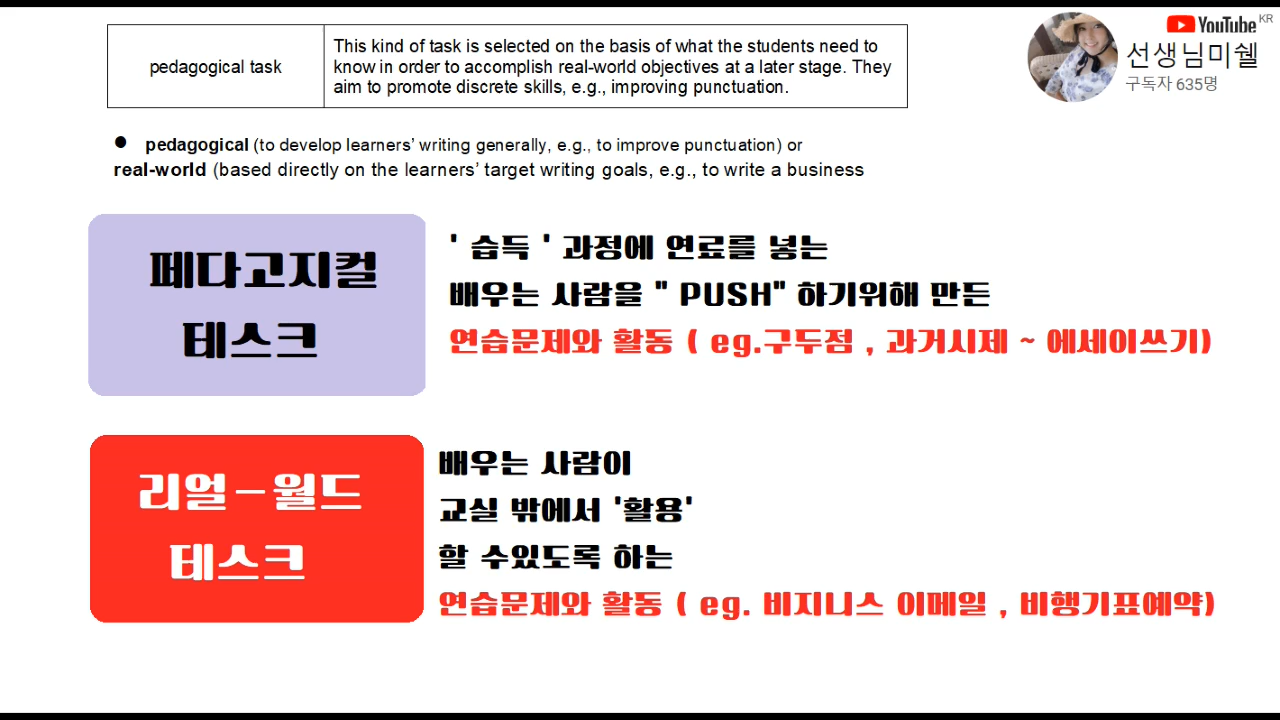 pedagogical task
This kind of task is selected on the basis of what the students need to
know in order to accomplish real-world objectives at a later stage. They
aim to promote discrete skills, e.g., improving punctuation.
YouTube KR
선생님미쉘
구독자 635명
● pedagogical (to develop learners' writing generally, e.g., to improve punctuation) or
real-world (based directly on the learners' target writing goals, e.g., to write a business
페다고지컬
테스크
' 습득 ' 과정에 연료를 넣는
배우는 사람을 " PUSH" 하기위해 만든
연습문제와 활동 ( eg.구두점 , 과거시제 ~ 에세이쓰기)
리얼-월드
테스크
배우는 사람이
교실 밖에서 '활용'
할 수있도록 하는
연습문제와 활동 ( eg. 비지니스 이메일 , 비행기표예약)